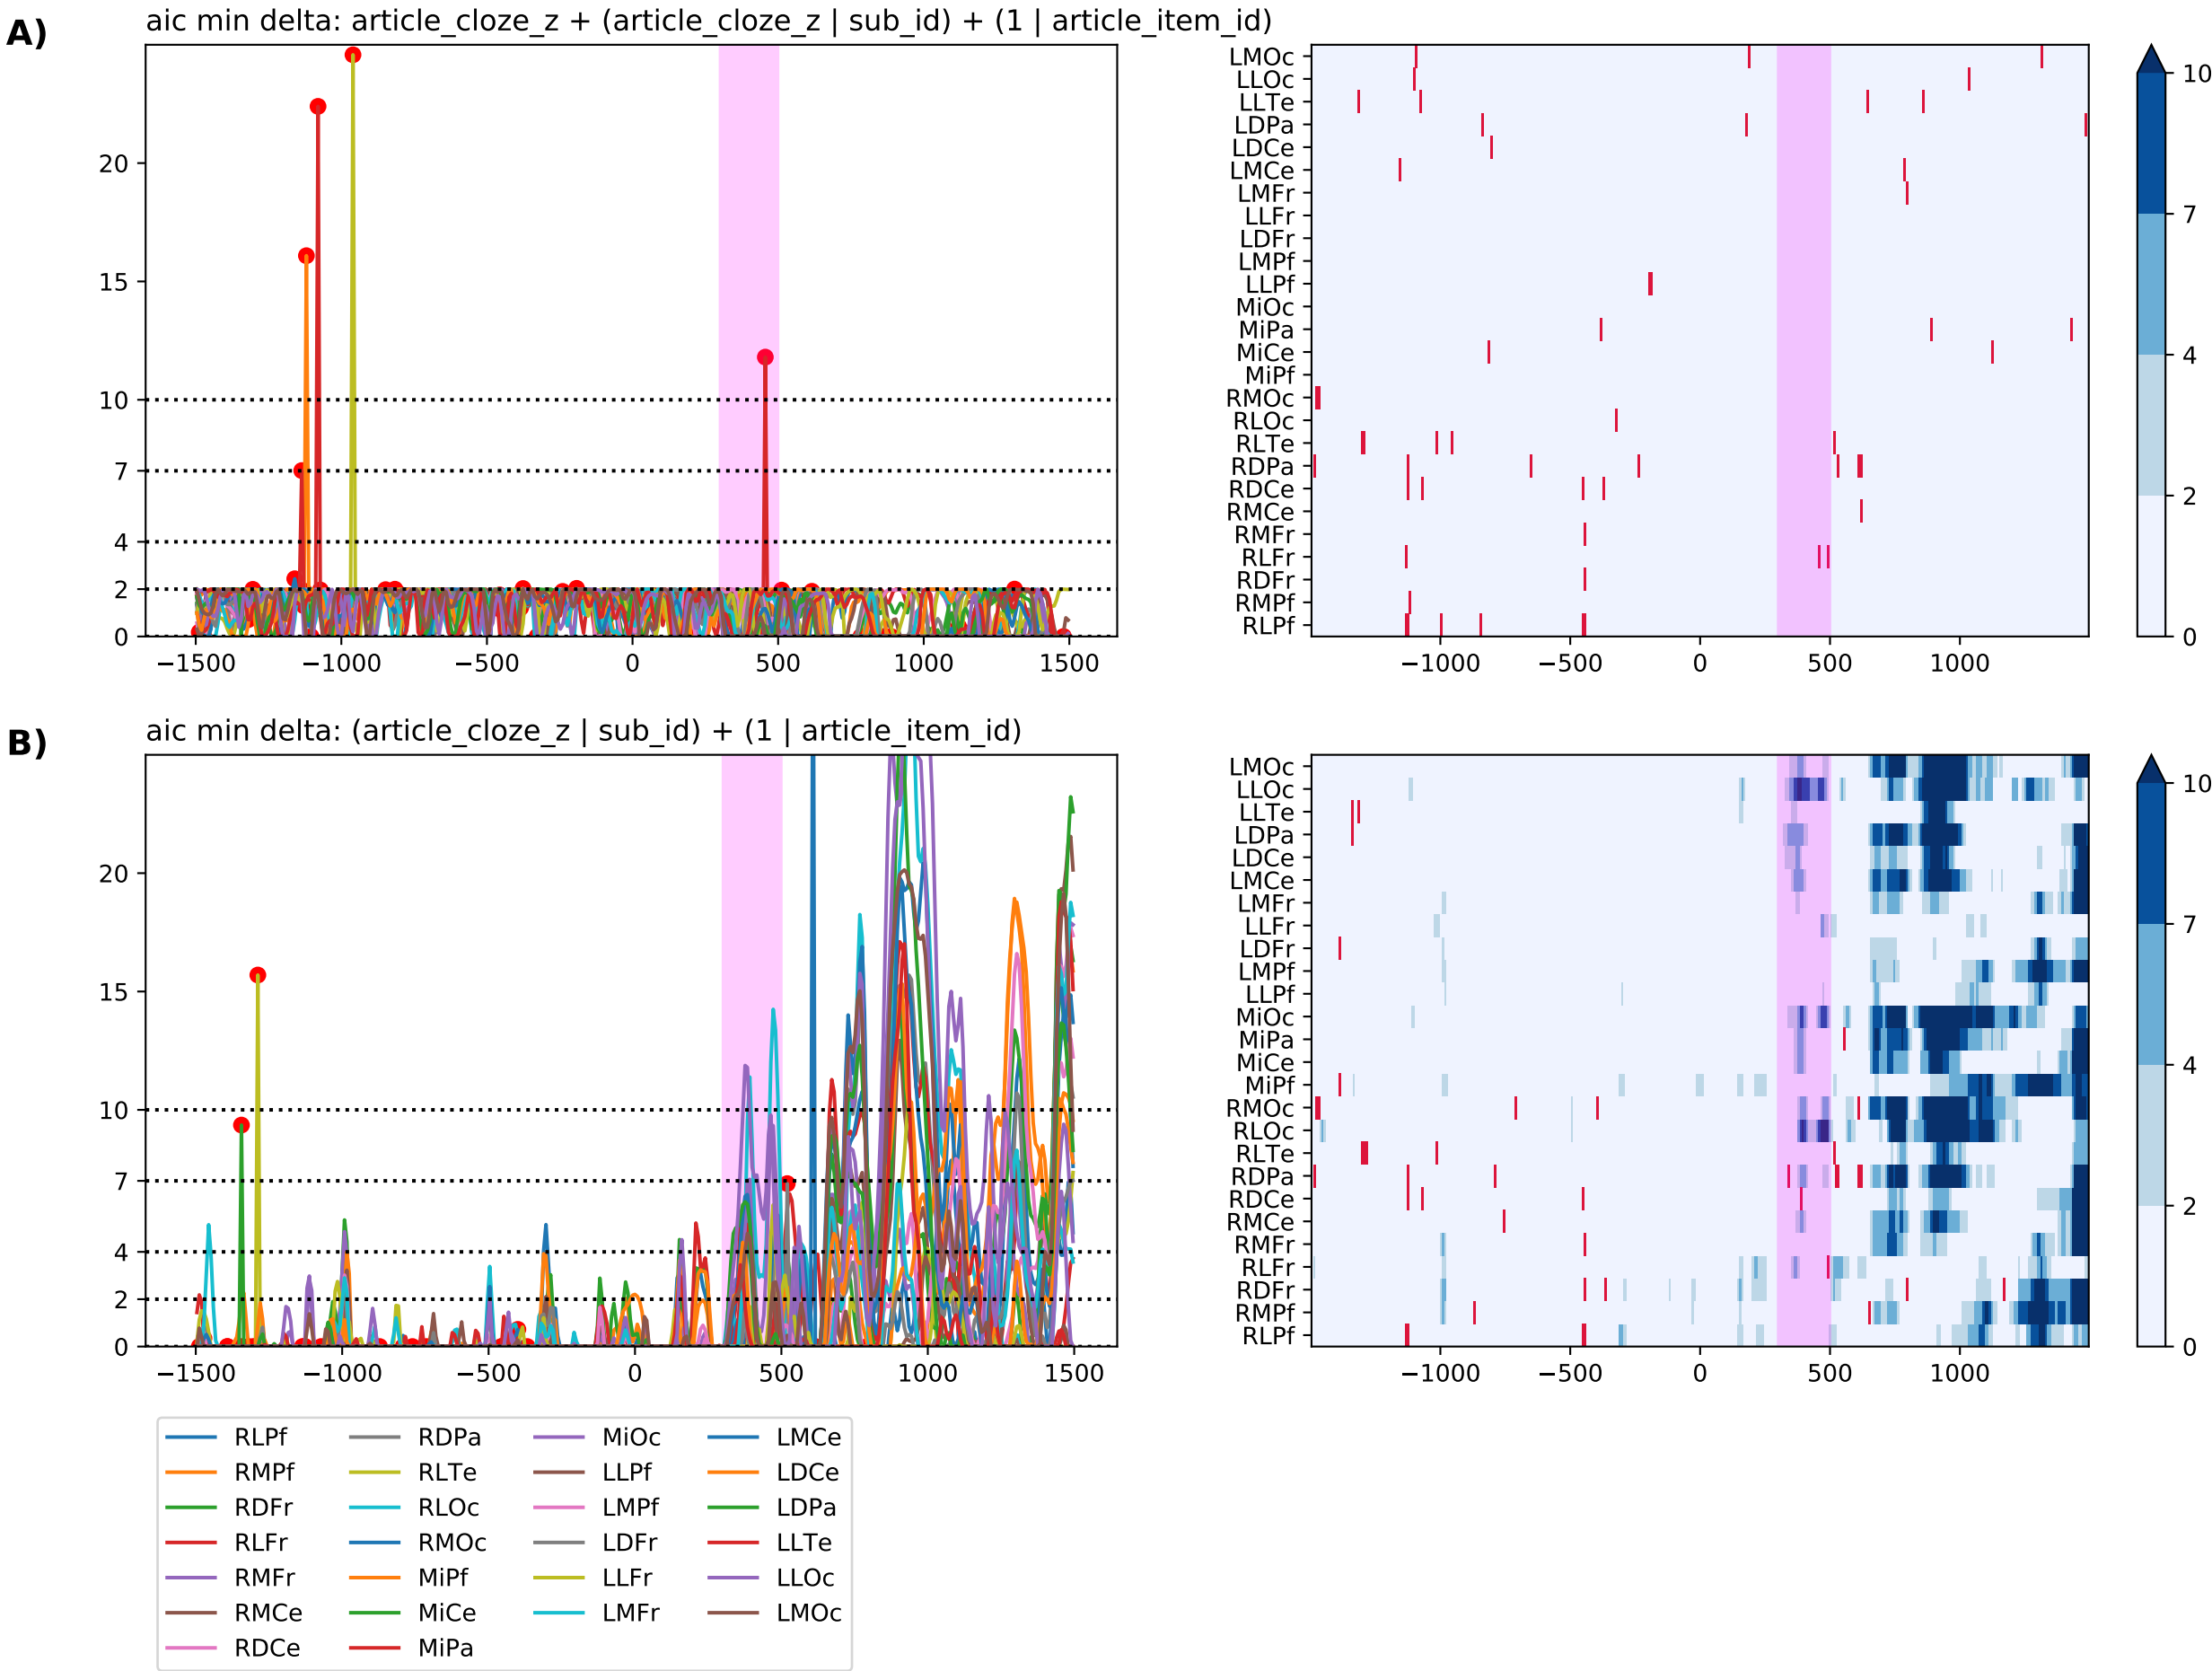 A)
aic min delta: article_cloze_z + (article_cloze_z | sub_id) + (1 | article_item_id)
20
15
10
7
4
2
0
−1500 −1000 −500 0 500 1000 1500
LMOc
LLOc
LLTe
LDPa
LDCe
LMCe
LMFr
LLFr
LDFr
LMPf
LLPf
MiOc
MiPa
MiCe
MiPf
RMOc
RLOc
RLTe
RDPa
RDCe
RMCe
RMFr
RLFr
RDFr
RMPf
RLPf
−1000 −500 0 500 1000
10
7
4
2
0
B)
aic min delta: (article_cloze_z | sub_id) + (1 | article_item_id)
20
15
10
7
4
2
0
−1500 −1000 −500 0 500 1000 1500
LMOc
LLOc
LLTe
LDPa
LDCe
LMCe
LMFr
LLFr
LDFr
LMPf
LLPf
MiOc
MiPa
MiCe
MiPf
RMOc
RLOc
RLTe
RDPa
RDCe
RMCe
RMFr
RLFr
RDFr
RMPf
RLPf
−1000 −500 0 500 1000
10
7
4
2
0
RLPf RDPa MiOc LMCe
RMPf RLTe LLPf LDCe
RDFr RLOc LMPf LDPa
RLFr RMOc LDFr LLTe
RMFr MiPf LLFr LLOc
RMCe MiCe LMFr LMOc
RDCe MiPa